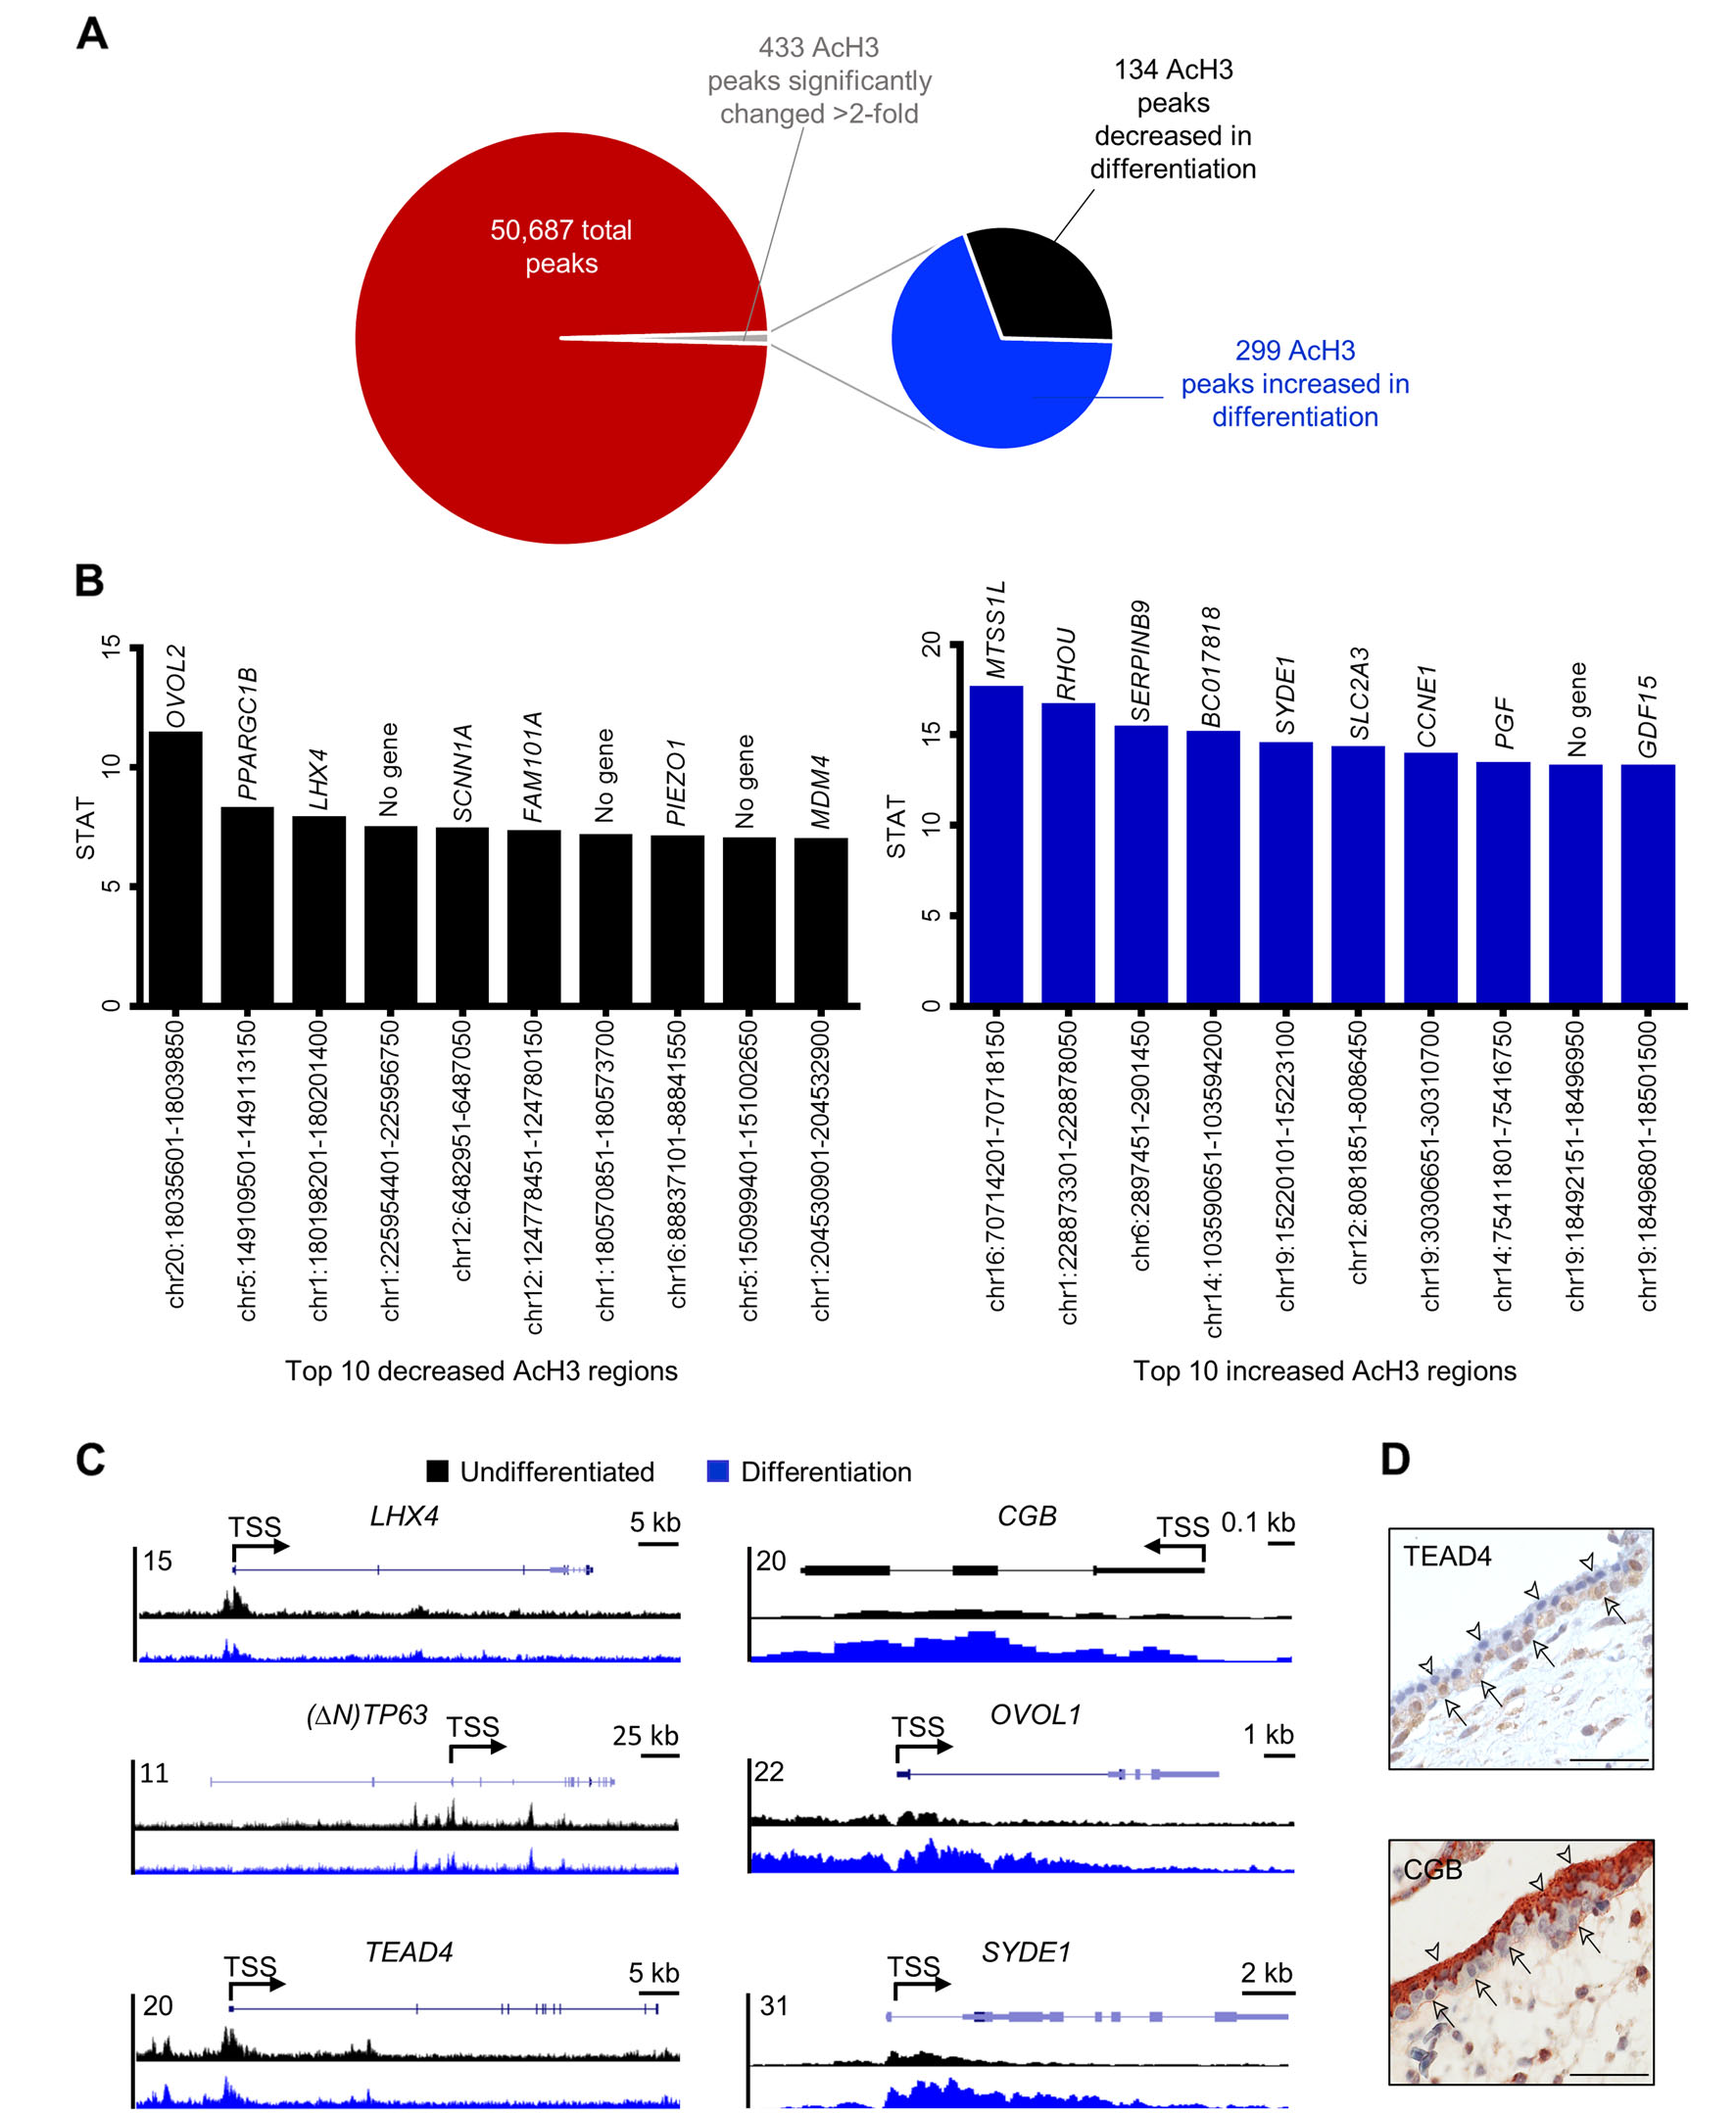 A
433 AcH3
peaks significantly
changed >2-fold
134 AcH3
peaks
decreased in
differentiation
50,687 total
peaks
299 AcH3
peaks increased in
differentiation
B
STAT
15
10
5
0
OVOL2
PPARGC1B
LHX4
No gene
SCNN1A
FAM101A
No gene
PIEZO1
No gene
MDM4
chr20:18035601-18039850
chr5:149109501-149113150
chr1:180198201-180201400
chr1:225954401-225956750
chr12:6482951-6487050
chr12:124778451-124780150
chr1:180570851-180573700
chr16:88837101-88841550
chr5:150999401-151002650
chr1:204530901-204532900
Top 10 decreased AcH3 regions
STAT
20
15
10
5
0
MTSS1L
RHOU
SERPINB9
BC017818
SYDE1
SLC2A3
CCNE1
PGF
No gene
GDF15
chr16:70714201-70718150
chr1:228873301-228878050
chr6:2897451-2901450
chr14:103590651-103594200
chr19:15220101-15223100
chr12:8081851-8086450
chr19:30306651-30310700
chr14:75411801-75416750
chr19:18492151-18496950
chr19:18496801-18501500
Top 10 increased AcH3 regions
C
Undifferentiated
Differentiation
LHX4
TSS
5 kb
15
CGB
TSS
0.1 kb
20
(ΔN)TP63
TSS
25 kb
11
OVOL1
TSS
1 kb
22
TEAD4
TSS
5 kb
20
SYDE1
TSS
2 kb
31
D
TEAD4
CGB